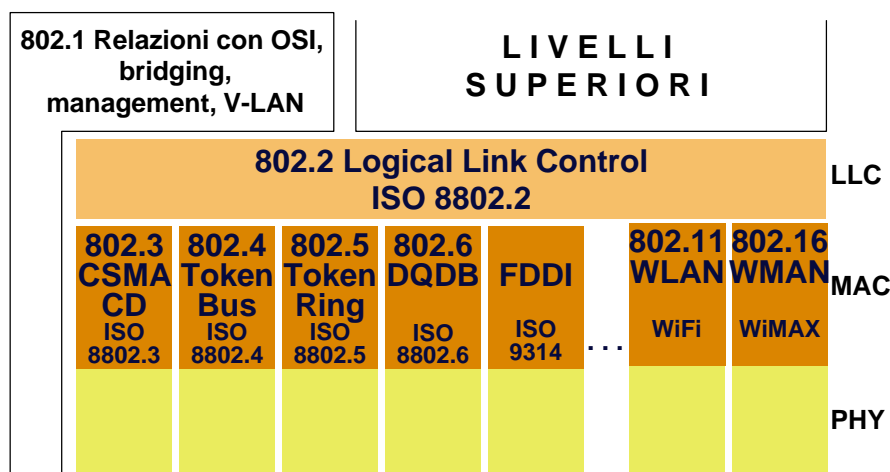 802.1 Relazioni con OSI,
bridging,
management, V-LAN
L I V E L L I
S U P E R I O R I
802.2 Logical Link Control
ISO 8802.2
LLC
802.3
CSMA
CD
ISO
8802.3
802.4
Token
Bus
ISO
8802.4
802.5
Token
Ring
ISO
8802.5
802.6
DQDB
ISO
8802.6
FDDI
ISO
9314
. . .
802.11
WLAN
WiFi
802.16
WMAN
WiMAX
MAC
PHY